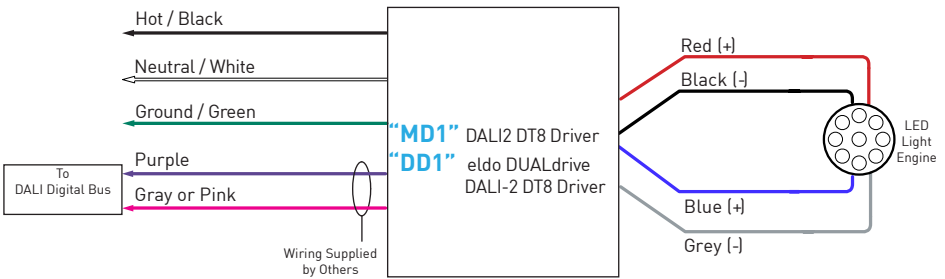 Hot / Black
Neutral / White
Ground / Green
Purple
Gray or Pink
To
DALI Digital Bus
Wiring Supplied
by Others
“MD1” DALI2 DT8 Driver
“DD1” eldo DUALdrive
DALI-2 DT8 Driver
Red (+)
Black (-)
Blue (+)
Grey (-)
LED
Light
Engine